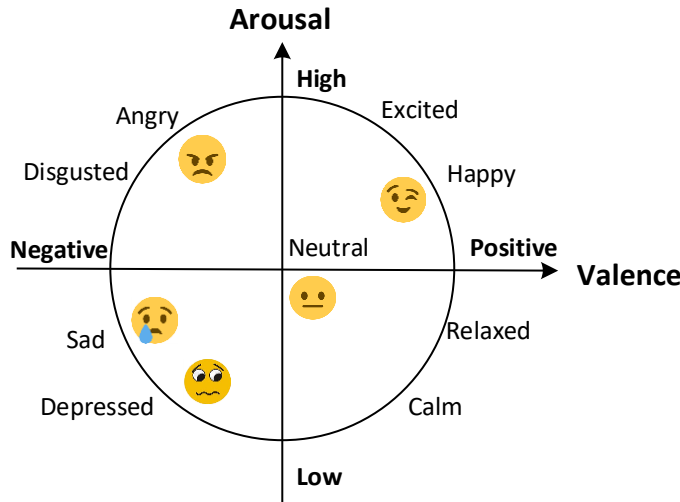 Arousal
High
Angry
Excited
Disgusted
Happy
Negative
Neutral
Positive
Valence
Sad
Relaxed
Depressed
Calm
Low